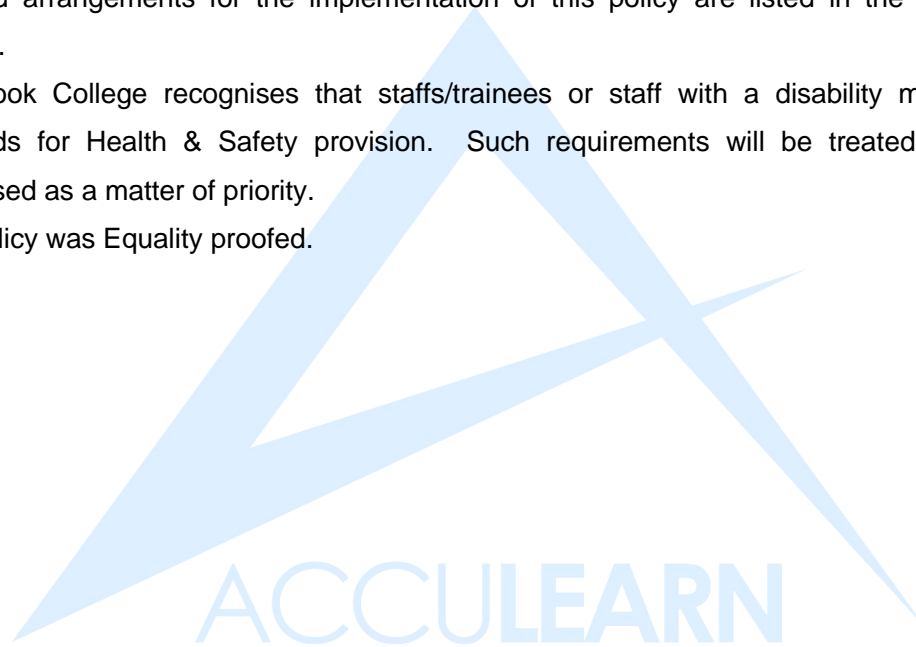 arrangements for the implementation of this policy are listed in the
.
ook College recognises that staffs/trainees or staff with a disability m
ds for Health & Safety provision. Such requirements will be treated
sed as a matter of priority.
licy was Equality proofed.
ACCULEARN